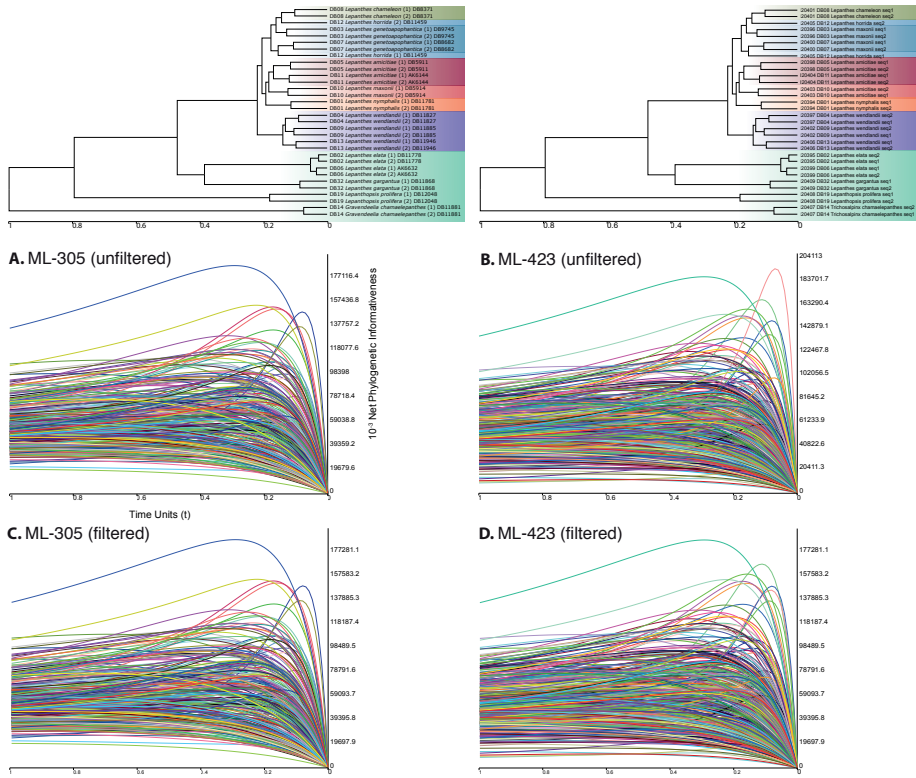 DB08 Lepanthes chameleon (1) DB8371
DB08 Lepanthes chameleon (2) DB8371
DB12 Lepanthes horrida (2) DB11459
DB03 Lepanthes genetoapophantica (1) DB9745
DB03 Lepanthes genetoapophantica (2) DB9745
DB07 Lepanthes genetoapophantica (1) DB8682
DB07 Lepanthes genetoapophantica (2) DB8682
DB12 Lepanthes horrida (1) DB11459
DB05 Lepanthes amicitiae (1) DB5911
DB05 Lepanthes amicitiae (2) DB5911
DB11 Lepanthes amicitiae (1) AK6144
DB11 Lepanthes amicitiae (2) AK6144
DB10 Lepanthes maxonii (1) DB5914
DB10 Lepanthes maxonii (2) DB5914
DB01 Lepanthes nymphalis (1) DB11761
DB01 Lepanthes nymphalis (2) DB11761
DB04 Lepanthes wendlandii (1) DB11827
DB04 Lepanthes wendlandii (2) DB11827
DB09 Lepanthes wendlandii (1) DB11885
DB09 Lepanthes wendlandii (2) DB11885
DB13 Lepanthes wendlandii (1) DB11946
DB13 Lepanthes wendlandii (2) DB11946
DB02 Lepanthes elata (1) DB11778
DB02 Lepanthes elata (2) DB11778
DB06 Lepanthes elata (1) AK6632
DB06 Lepanthes elata (1) AK6632
DB32 Lepanthes gargantua (1) DB11868
DB32 Lepanthes gargantua (2) DB11868
DB19 Lepanthopsis prolifera (1) DB12048
DB19 Lepanthopsis prolifera (2) DB12048
DB14 Gravendeelia chamaelepanthes (1) DB11881
DB14 Gravendeelia chamaelepanthes (2) DB11881
1 0.8 0.6 0.4 0.2 0
20401 DB08 Lepanthes chameleon seq1
20401 DB08 Lepanthes chameleon seq2
20405 DB12 Lepanthes horrida seq2
20396 DB03 Lepanthes maxonii seq1
20396 DB03 Lepanthes maxonii seq2
20400 DB07 Lepanthes maxonii seq1
20400 DB07 Lepanthes maxonii seq2
20405 DB12 Lepanthes horrida seq1
20398 DB05 Lepanthes amicitiae seq1
20398 DB05 Lepanthes amicitiae seq2
20404 DB11 Lepanthes amicitiae seq1
20404 DB11 Lepanthes amicitiae seq2
20403 DB10 Lepanthes amicitiae seq2
20403 DB10 Lepanthes amicitiae seq1
20394 DB01 Lepanthes nymphalis seq1
20394 DB01 Lepanthes nymphalis seq2
20397 DB04 Lepanthes wendlandii seq2
20397 DB04 Lepanthes wendlandii seq1
20402 DB09 Lepanthes wendlandii seq2
20402 DB09 Lepanthes wendlandii seq1
20406 DB13 Lepanthes wendlandii seq1
20406 DB13 Lepanthes wendlandii seq2
20395 DB02 Lepanthes elata seq2
20395 DB02 Lepanthes elata seq1
20399 DB06 Lepanthes elata seq1
20399 DB06 Lepanthes elata seq2
20409 DB32 Lepanthes gargantua seq1
20409 DB32 Lepanthes gargantua seq2
20408 DB19 Lepanthopsis prolifera seq1
20408 DB19 Lepanthopsis prolifera seq2
20407 DB14 Trichosalpinx chamaelepanthes seq2
20407 DB14 Trichosalpinx chamaelepanthes seq1
1 0.8 0.6 0.4 0.2 0
A. ML-305 (unfiltered)
177116.4
157436.8
137757.2
118077.6
98398
78718.4
59038.8
39359.2
19679.6
0
10⁻³ Net Phylogenetic Informativeness
1 0.8 0.6 0.4 0.2 0
Time Units (t)
B. ML-423 (unfiltered)
204113
183701.7
163290.4
142879.1
122467.8
102056.5
81645.2
61233.9
40822.6
20411.3
0
1 0.8 0.6 0.4 0.2 0
C. ML-305 (filtered)
177281.1
157583.2
137885.3
118187.4
98489.5
78791.6
59093.7
39395.8
19697.9
0
1 0.8 0.6 0.4 0.2 0
D. ML-423 (filtered)
177281.1
157583.2
137885.3
118187.4
98489.5
78791.6
59093.7
39395.8
19697.9
0
1 0.8 0.6 0.4 0.2 0